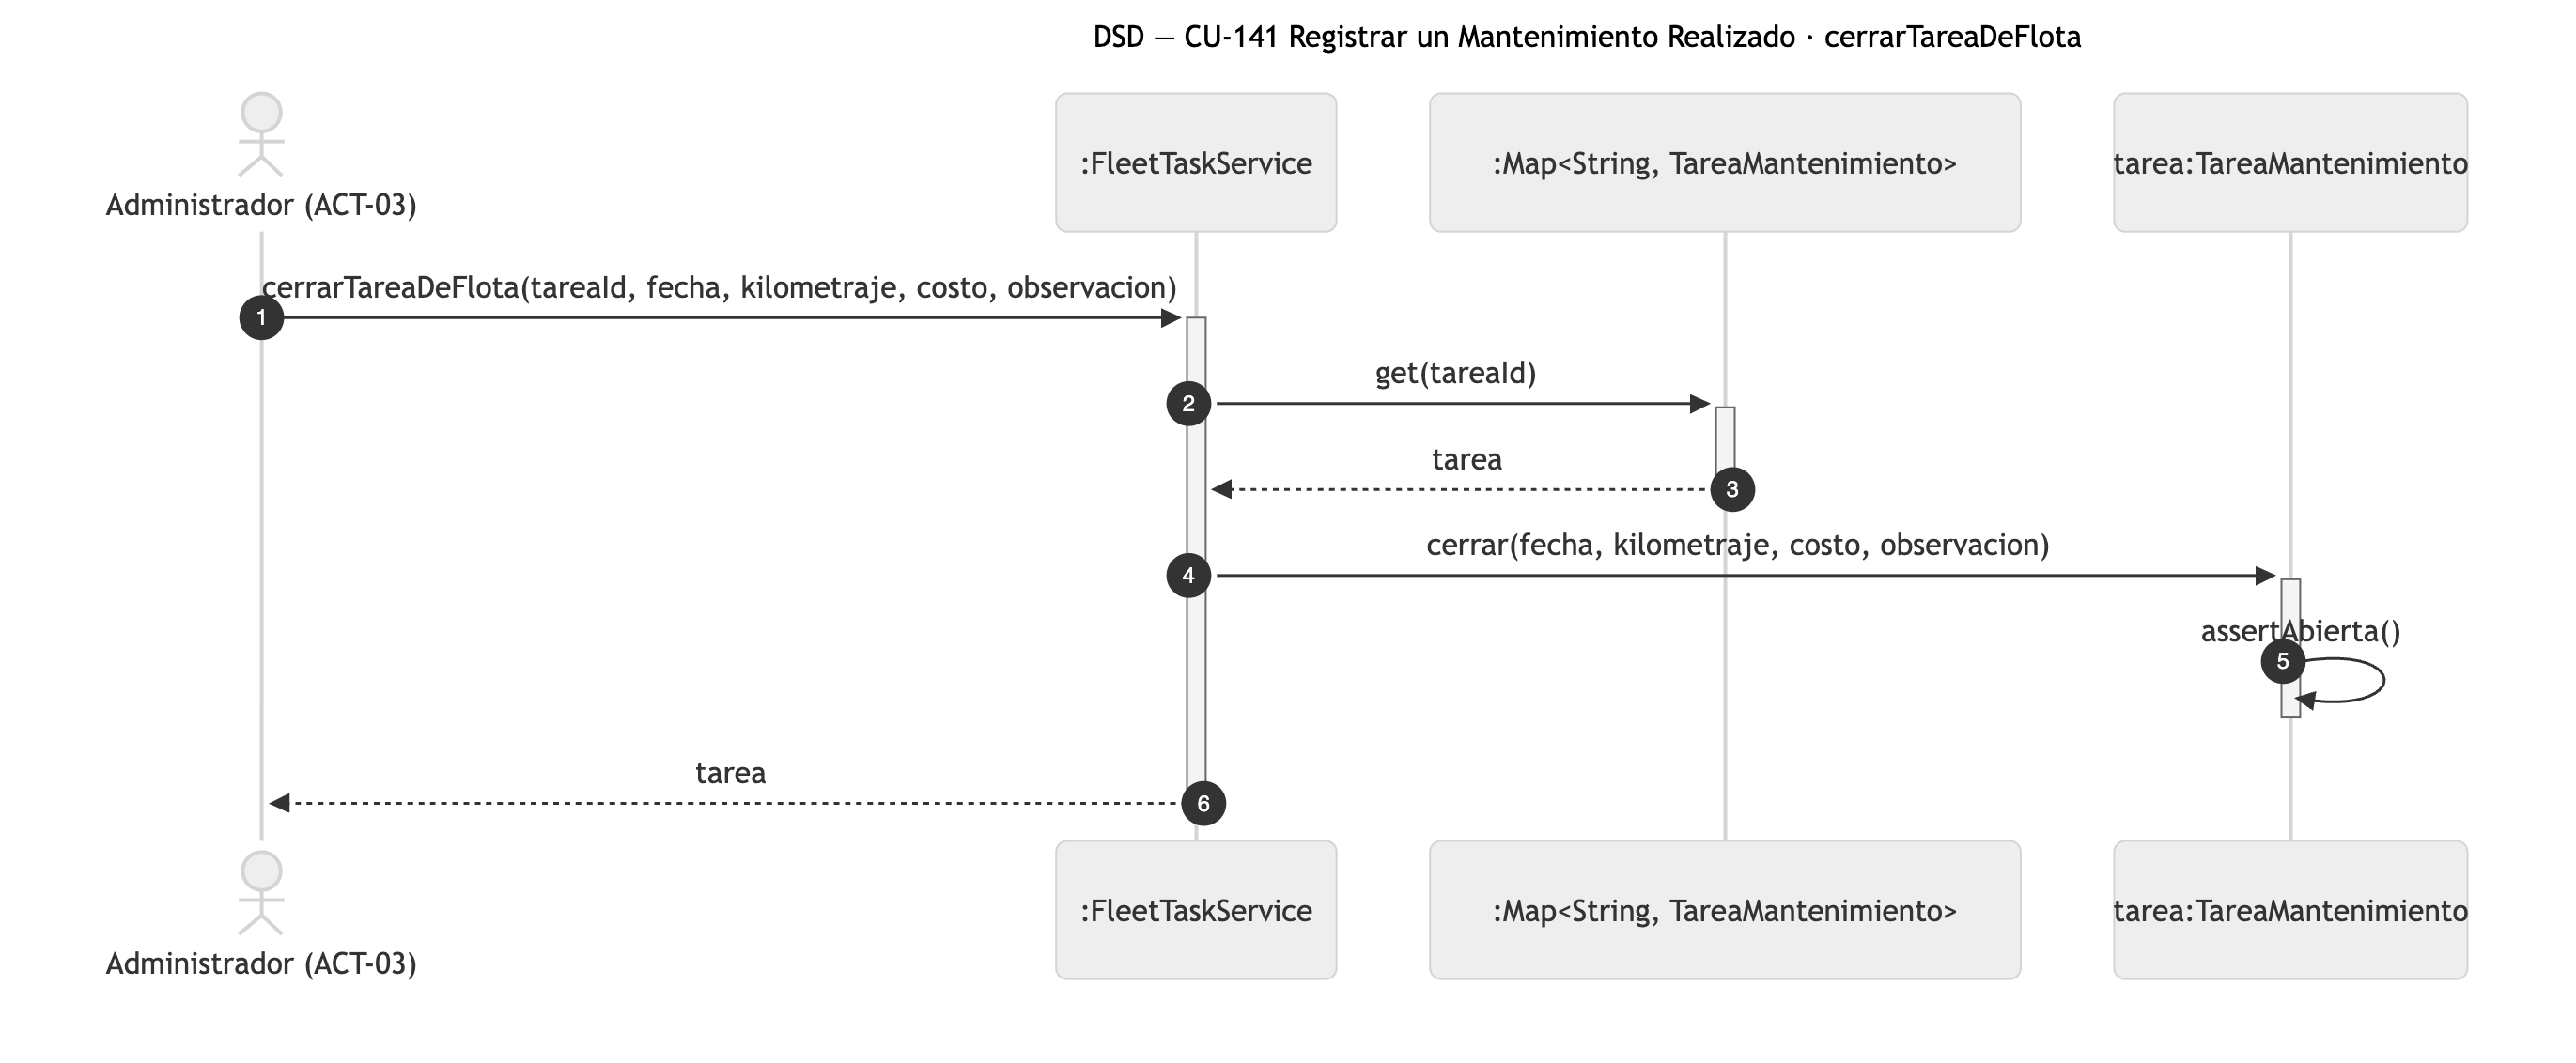 DSD — CU-141 Registrar un Mantenimiento Realizado · cerrarTareaDeFlota
Administrador (ACT-03)
:FleetTaskService
:Map<String, TareaMantenimiento>
tarea:TareaMantenimiento
cerrarTareaDeFlota(tareaId, fecha, kilometraje, costo, observacion)
1
get(tareaId)
2
tarea
3
cerrar(fecha, kilometraje, costo, observacion)
4
assertAbierta()
5
tarea
6
Administrador (ACT-03)
:FleetTaskService
:Map<String, TareaMantenimiento>
tarea:TareaMantenimiento